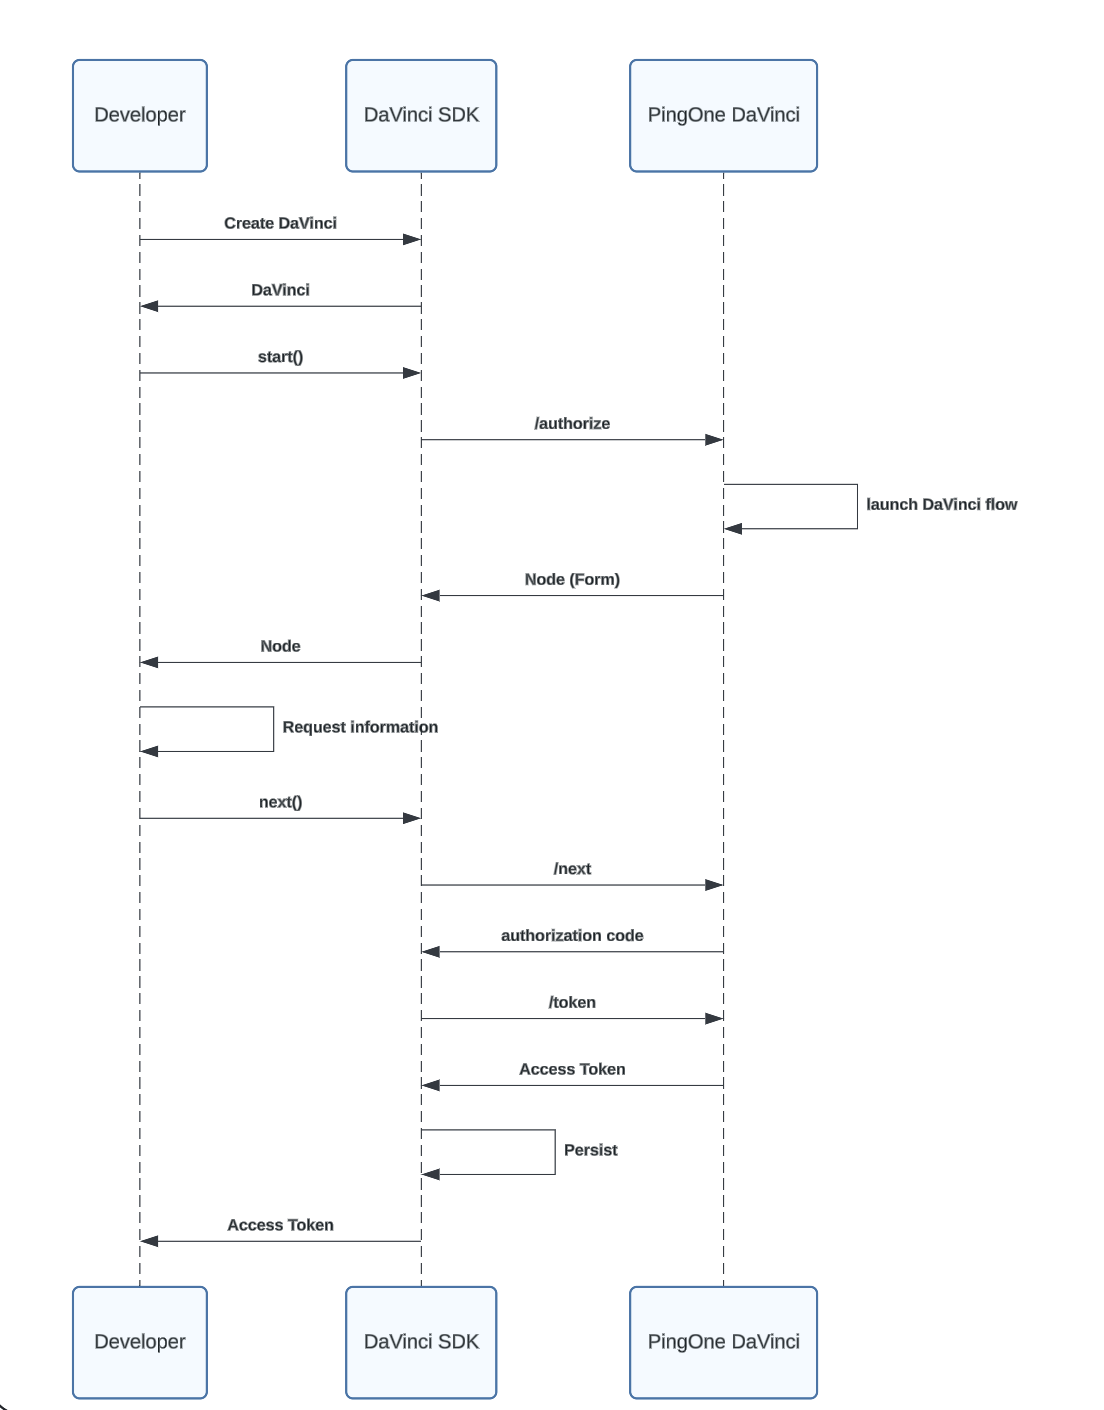 Developer
DaVinci SDK
PingOne DaVinci
Create DaVinci
DaVinci
start()
/authorize
launch DaVinci flow
Node (Form)
Node
Request information
next()
/next
authorization code
/token
Access Token
Persist
Access Token
Developer
DaVinci SDK
PingOne DaVinci